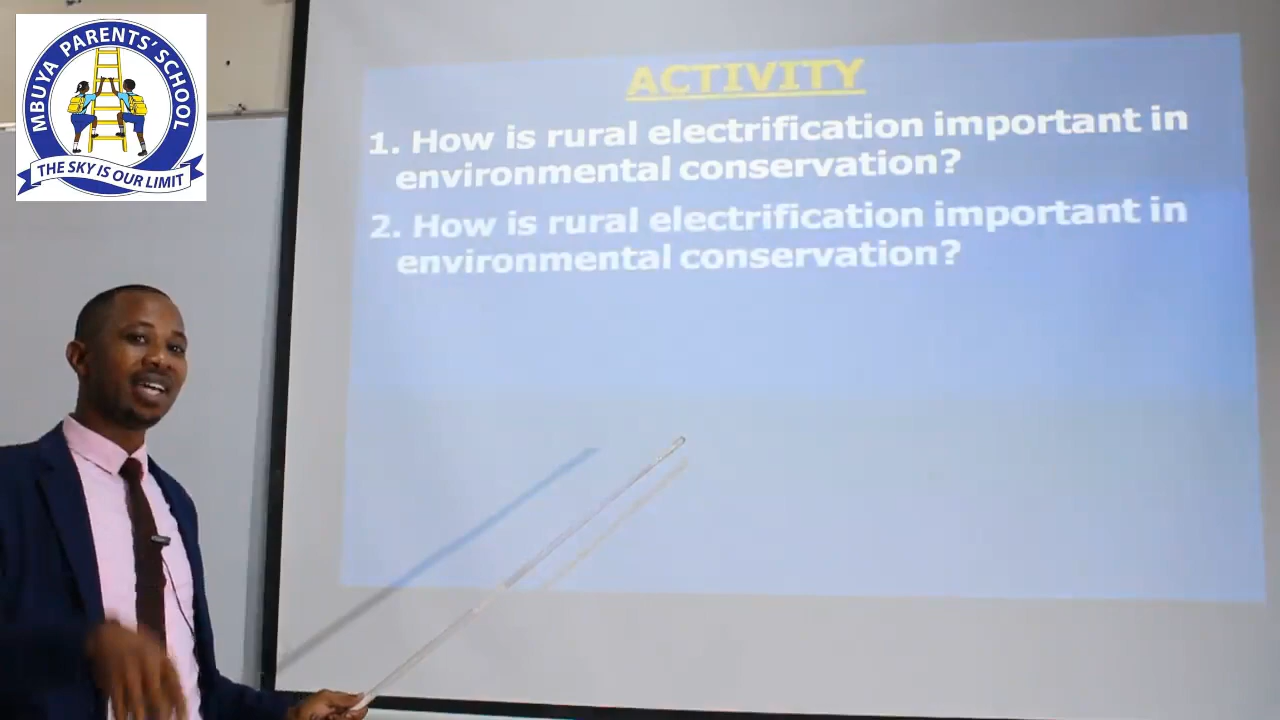 MBUYA PARENTS' SCHOOL
THE SKY IS OUR LIMIT
ACTIVITY
1. How is rural electrification important in
environmental conservation?
2. How is rural electrification important in
environmental conservation?